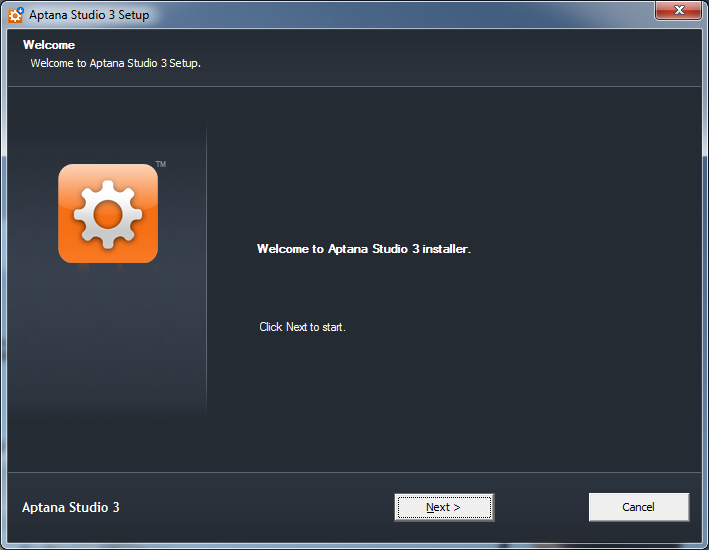 Aptana Studio 3 Setup
Welcome
Welcome to Aptana Studio 3 Setup.
TM
Welcome to Aptana Studio 3 installer.
Click Next to start.
Aptana Studio 3
Next >
Cancel